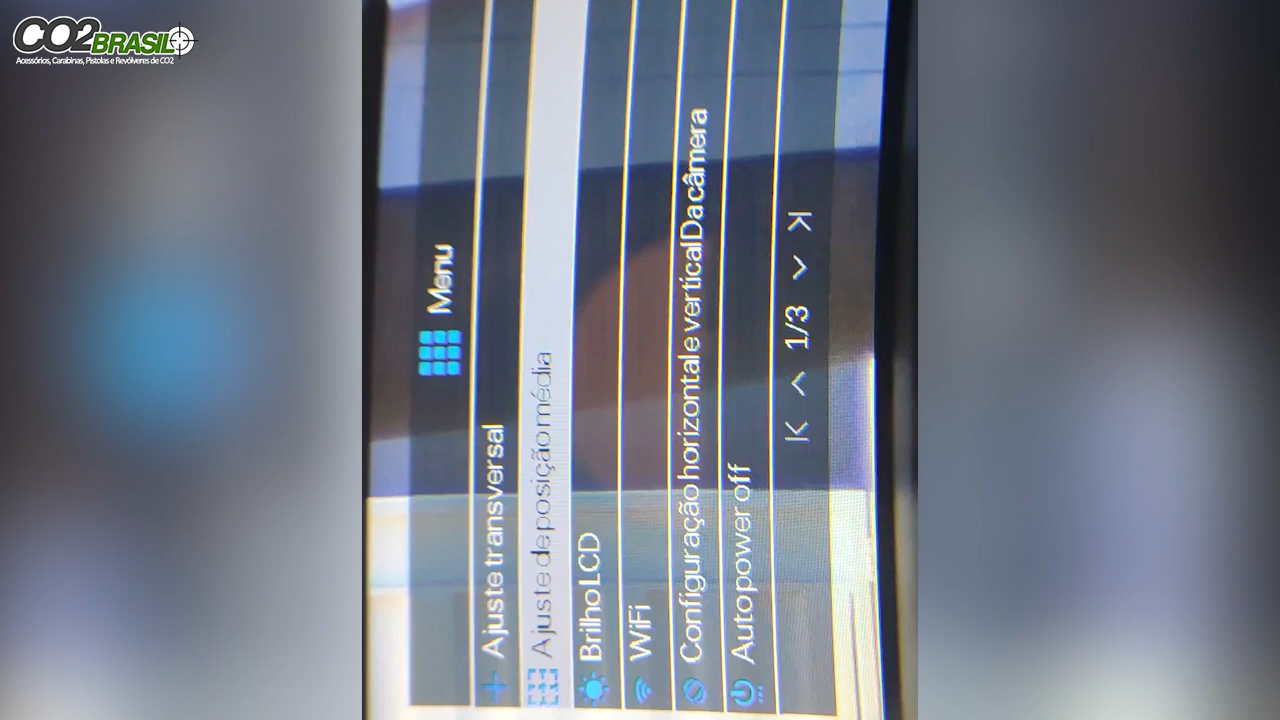 CO2BRASIL
Acessórios, Carabinas, Pistolas e Revólveres de CO2
Menu
Ajuste transversal
Ajuste de posição média
Brilho LCD
WiFi
Configuração horizontal e vertical Da câmera
Auto power off
1/3